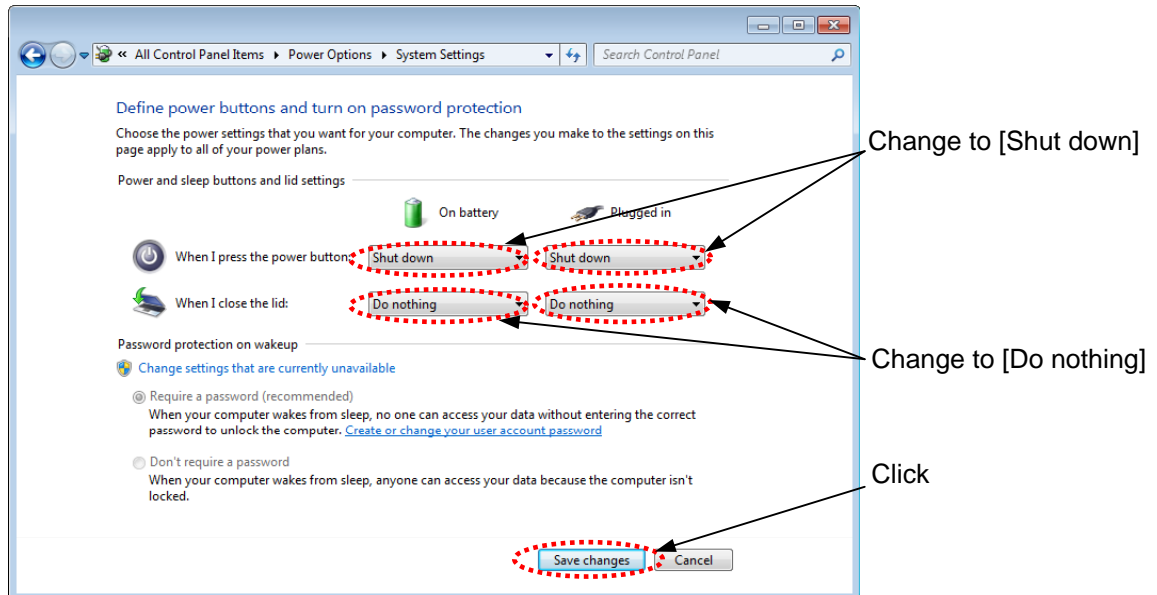 « All Control Panel Items ▸ Power Options ▸ System Settings
Search Control Panel
Define power buttons and turn on password protection
Choose the power settings that you want for your computer. The changes you make to the settings on this
page apply to all of your power plans.
Change to [Shut down]
Power and sleep buttons and lid settings
On battery
Plugged in
When I press the power button:
Shut down
Shut down
When I close the lid:
Do nothing
Do nothing
Change to [Do nothing]
Password protection on wakeup
Change settings that are currently unavailable
Require a password (recommended)
When your computer wakes from sleep, no one can access your data without entering the correct
password to unlock the computer. Create or change your user account password
Don't require a password
When your computer wakes from sleep, anyone can access your data because the computer isn't
locked.
Click
Save changes
Cancel